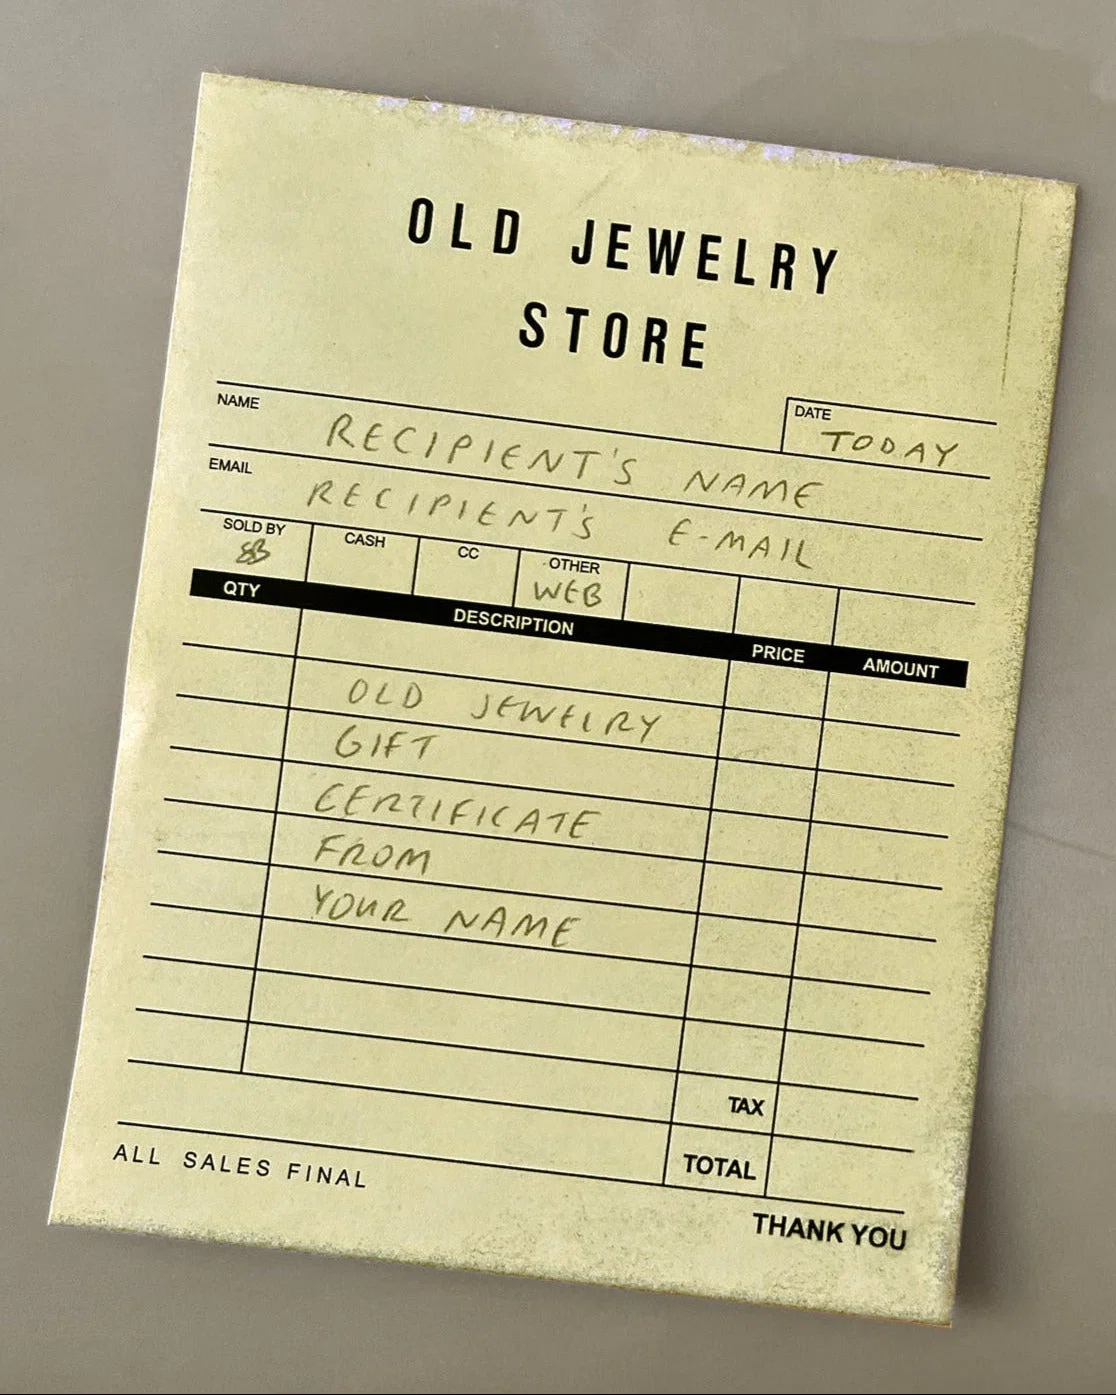 OLD JEWELRY
STORE
NAME RECIPIENT'S NAME
DATE TODAY
EMAIL RECIPIENT'S E-MAIL
SOLD BY CASH CC OTHER
SB WEB
QTY DESCRIPTION PRICE AMOUNT
OLD JEWELRY
GIFT
CERTIFICATE
FROM
YOUR NAME
TAX
TOTAL
ALL SALES FINAL
THANK YOU